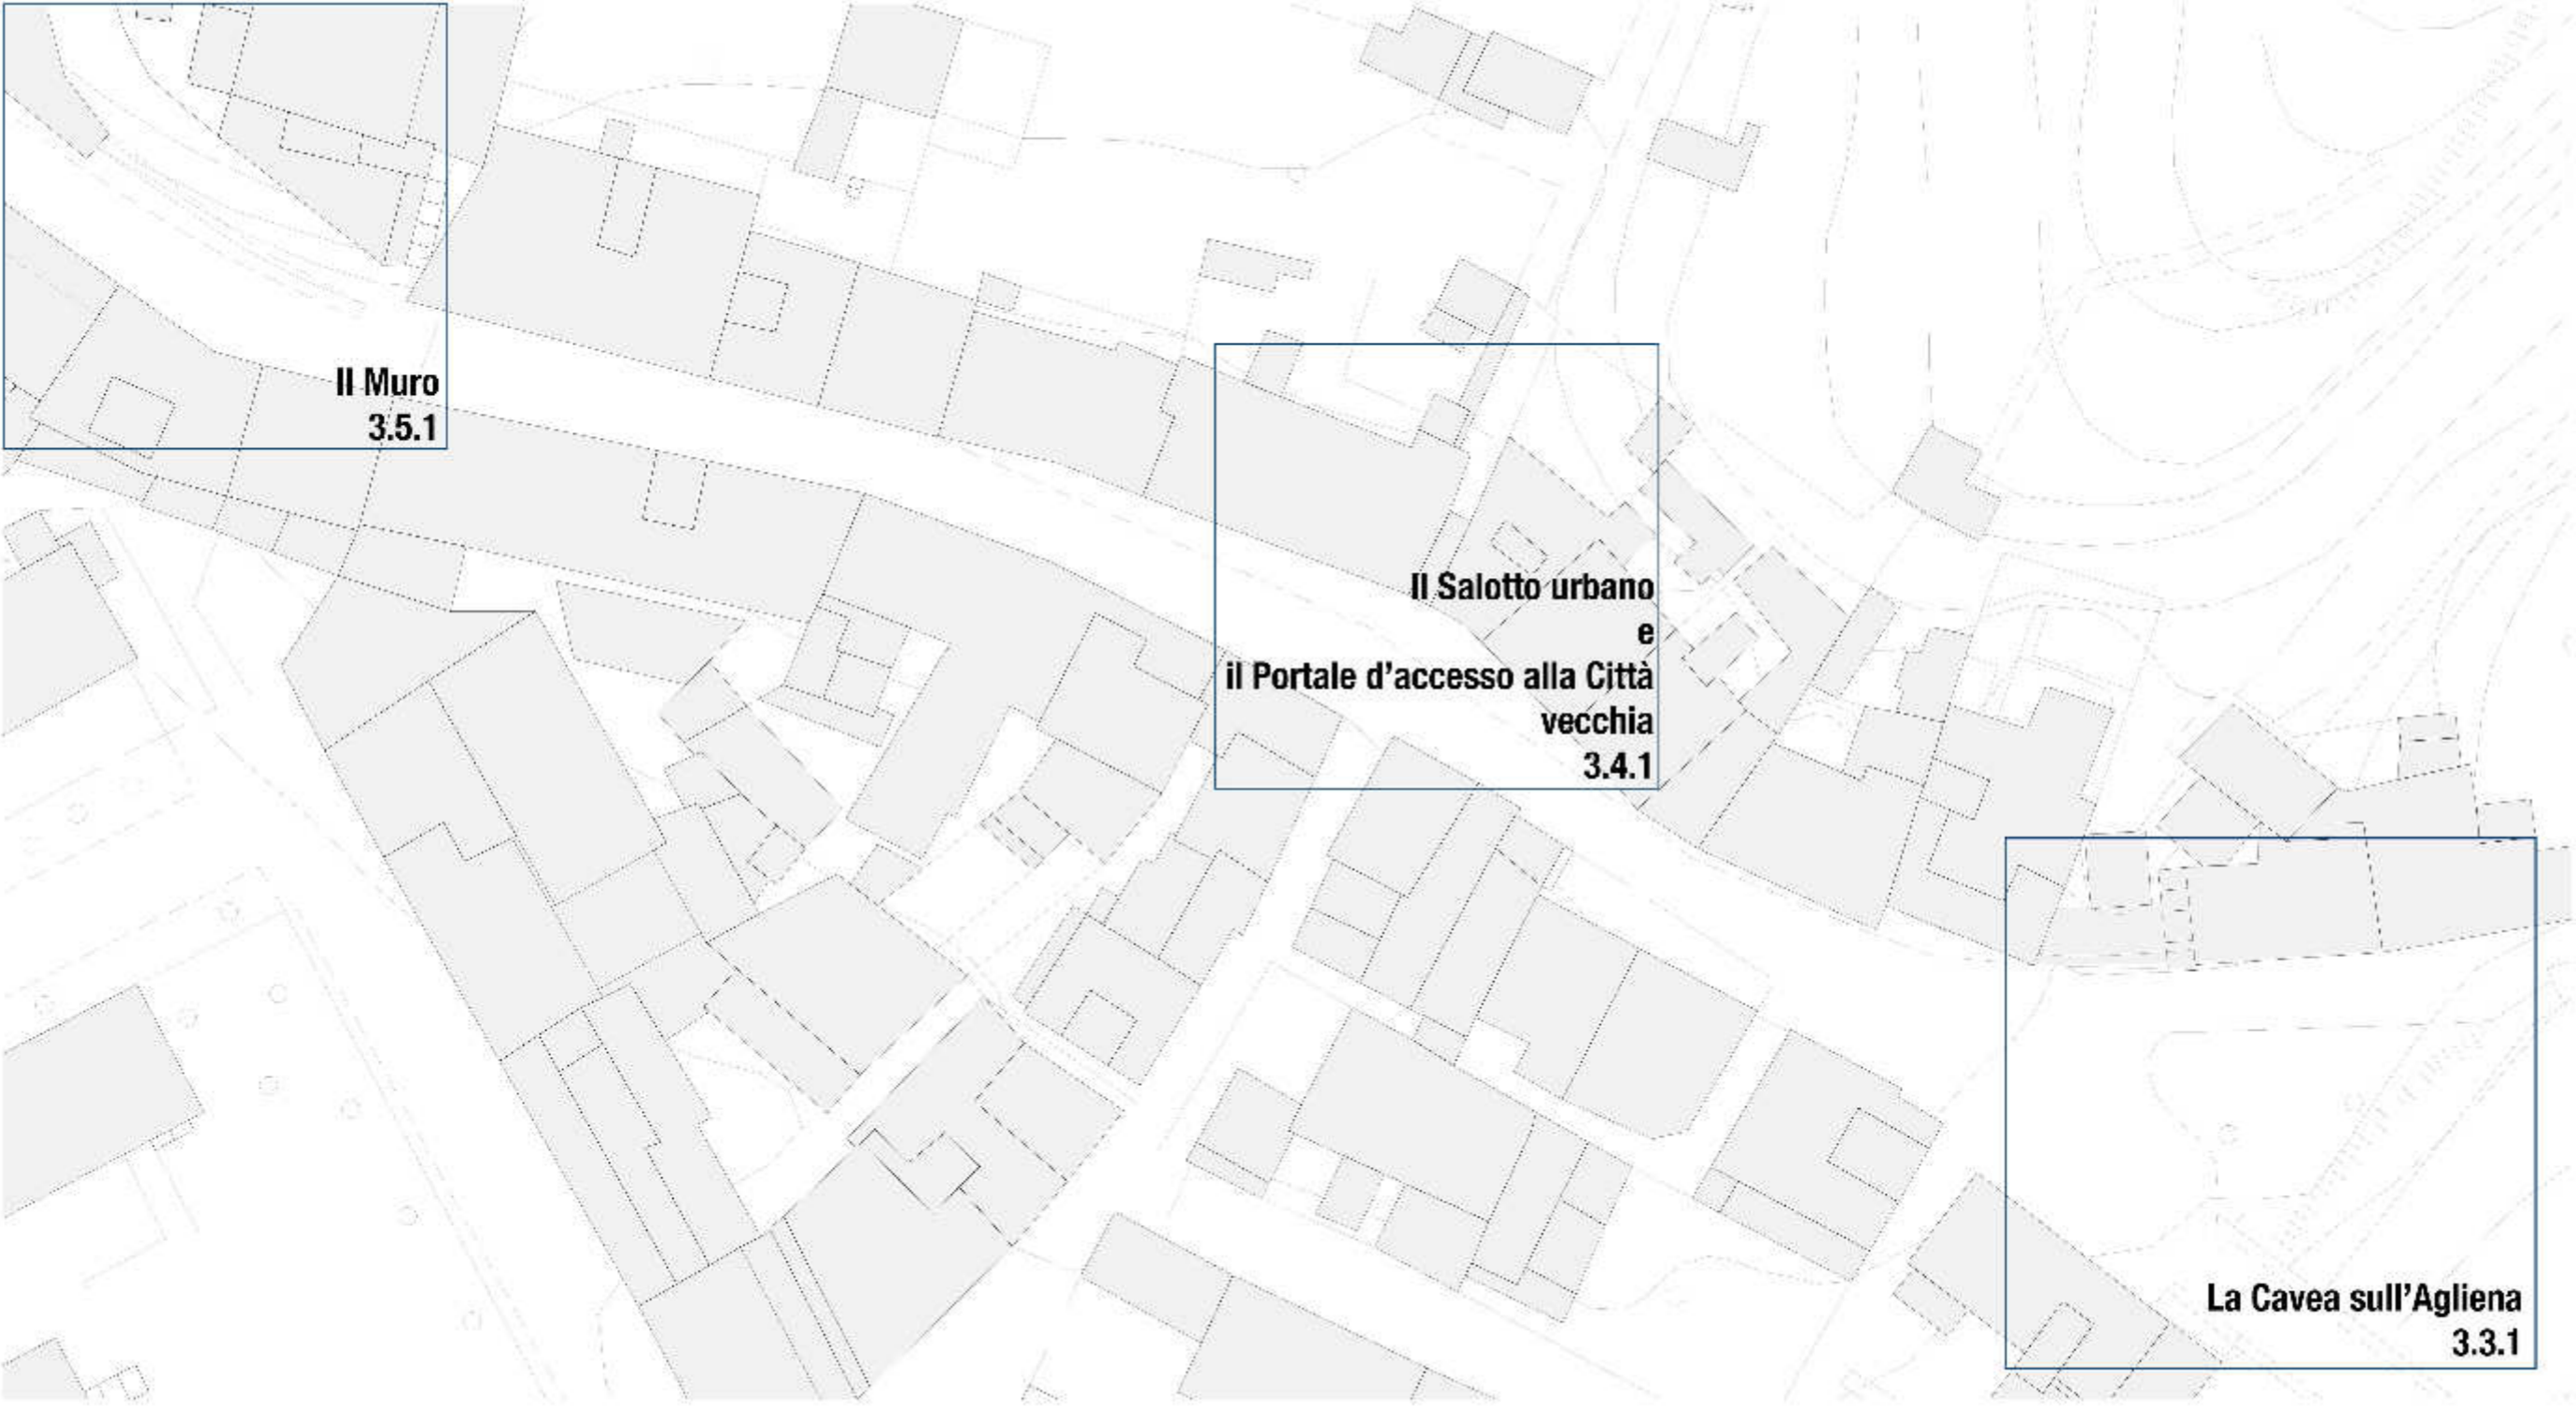 Il Muro
3.5.1
Il Salotto urbano
e
il Portale d'accesso alla Città
vecchia
3.4.1
La Cavea sull'Agliena
3.3.1